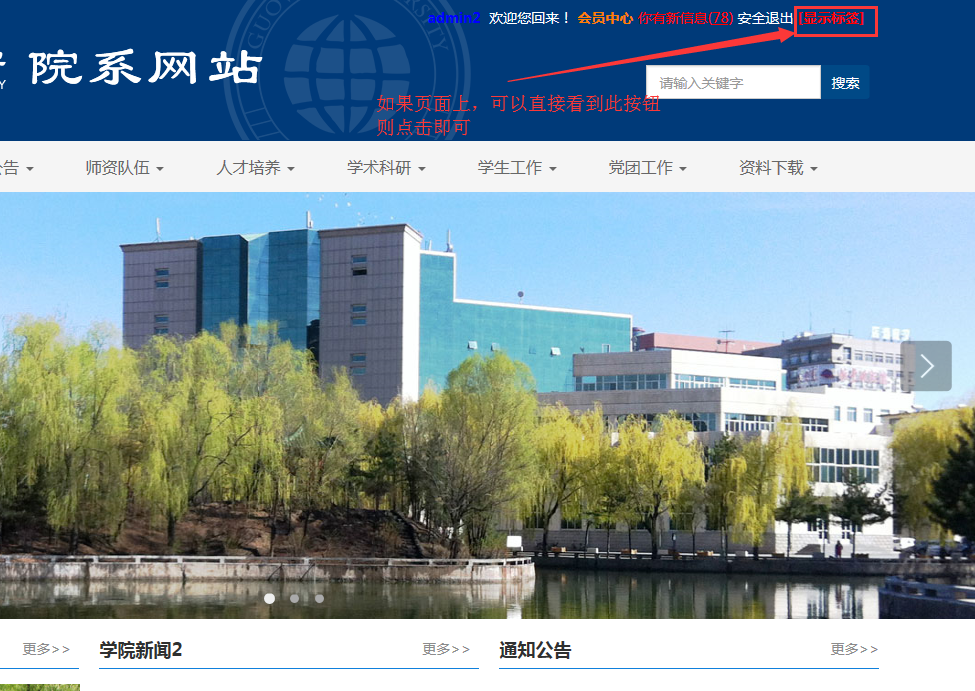 admin2 欢迎您回来！ 会员中心 你有新信息(78) 安全退出 [显示标签]
院系网站
请输入关键字 搜索
如果页面上，可以直接看到此按钮
则点击即可
公告 师资队伍 人才培养 学术科研 学生工作 党团工作 资料下载
更多>> 学院新闻2 更多>> 通知公告 更多>>